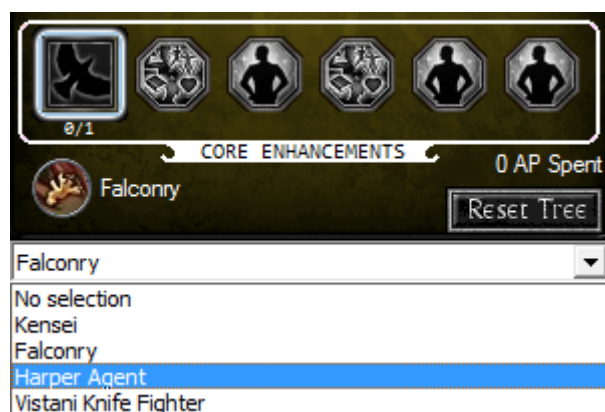 0/1
CORE ENHANCEMENTS
0 AP Spent
Falconry
Reset Tree
Falconry
No selection
Kensei
Falconry
Harper Agent
Vistani Knife Fighter